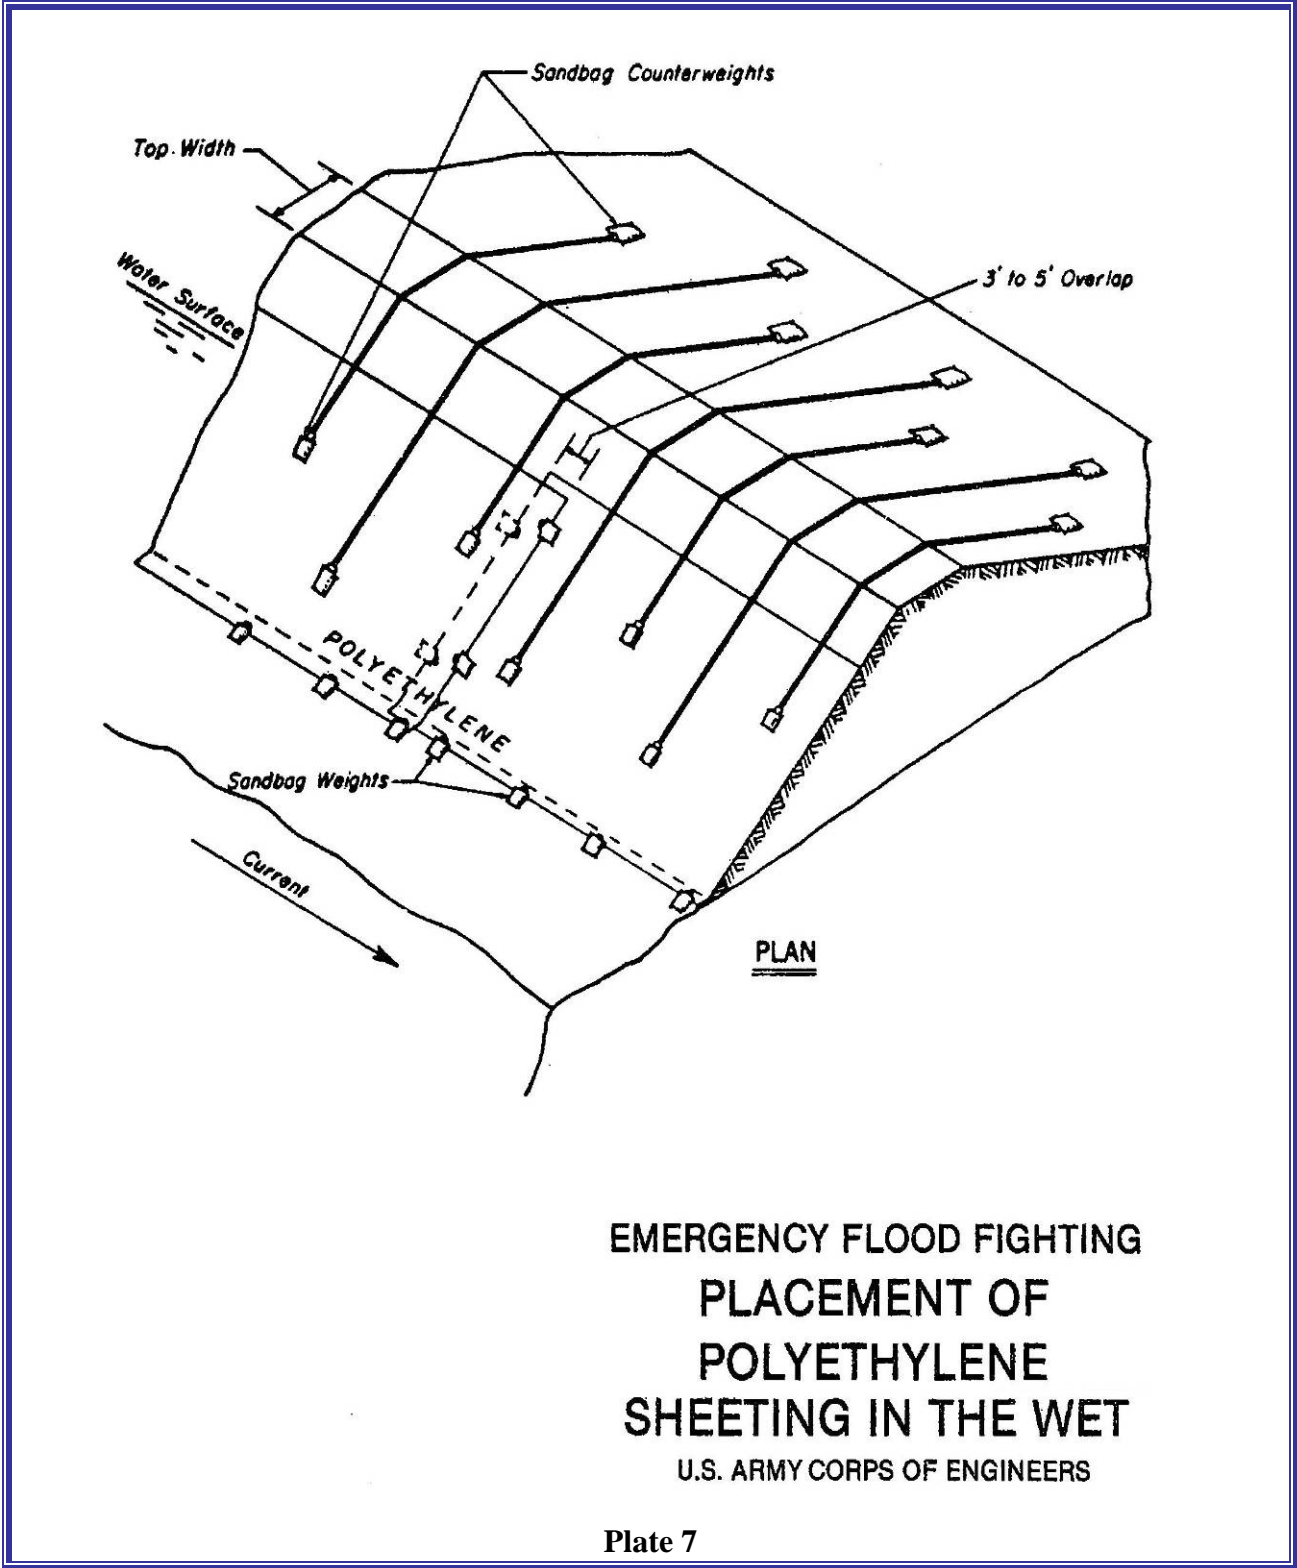 Sandbag Counterweights
Top Width
Water Surface
3' to 5' Overlap
POLYETHYLENE
Sandbag Weights
Current
PLAN
EMERGENCY FLOOD FIGHTING
PLACEMENT OF
POLYETHYLENE
SHEETING IN THE WET
U.S. ARMY CORPS OF ENGINEERS
Plate 7